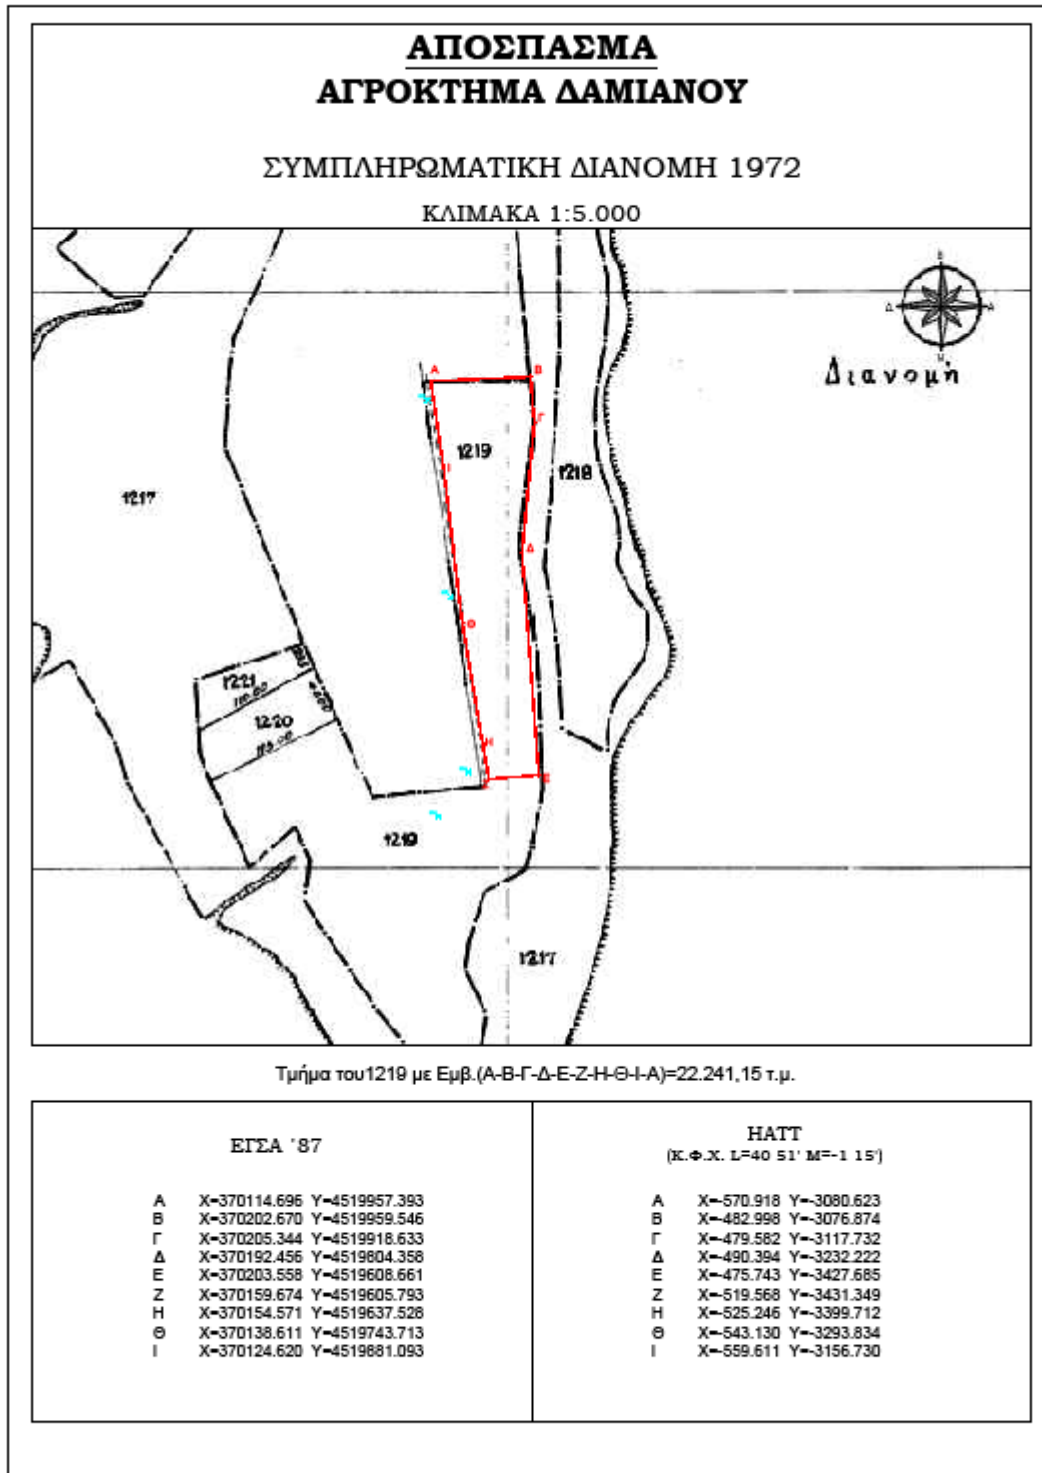 ΑΠΟΣΠΑΣΜΑ
ΑΓΡΟΚΤΗΜΑ ΔΑΜΙΑΝΟΥ
ΣΥΜΠΛΗΡΩΜΑΤΙΚΗ ΔΙΑΝΟΜΗ 1972
ΚΛΙΜΑΚΑ 1:5.000
Β
Δ Α
Ν
Διανομή
Α Β
Γ
1219
Ι
1218
1217
Δ
Θ
1221
110.00
1220
115.00
Η
Ε
1219
1217
Τμήμα του1219 με Εμβ.(Α-Β-Γ-Δ-Ε-Ζ-Η-Θ-Ι-Α)=22.241,15 τ.μ.
ΕΓΣΑ '87
Α X=370114.696 Y=4519957.393
Β X=370202.670 Y=4519959.546
Γ X=370205.344 Y=4519918.633
Δ X=370192.456 Y=4519804.358
Ε X=370203.558 Y=4519608.661
Ζ X=370159.674 Y=4519605.793
Η X=370154.571 Y=4519637.528
Θ X=370138.611 Y=4519743.713
Ι X=370124.620 Y=4519881.093
ΗΑΤΤ
(Κ.Φ.Χ. L=40 51' M=-1 15')
Α X=-570.918 Y=-3080.623
Β X=-482.998 Y=-3076.874
Γ X=-479.582 Y=-3117.732
Δ X=-490.394 Y=-3232.222
Ε X=-475.743 Y=-3427.685
Ζ X=-519.568 Y=-3431.349
Η X=-525.246 Y=-3399.712
Θ X=-543.130 Y=-3293.834
Ι X=-559.611 Y=-3156.730